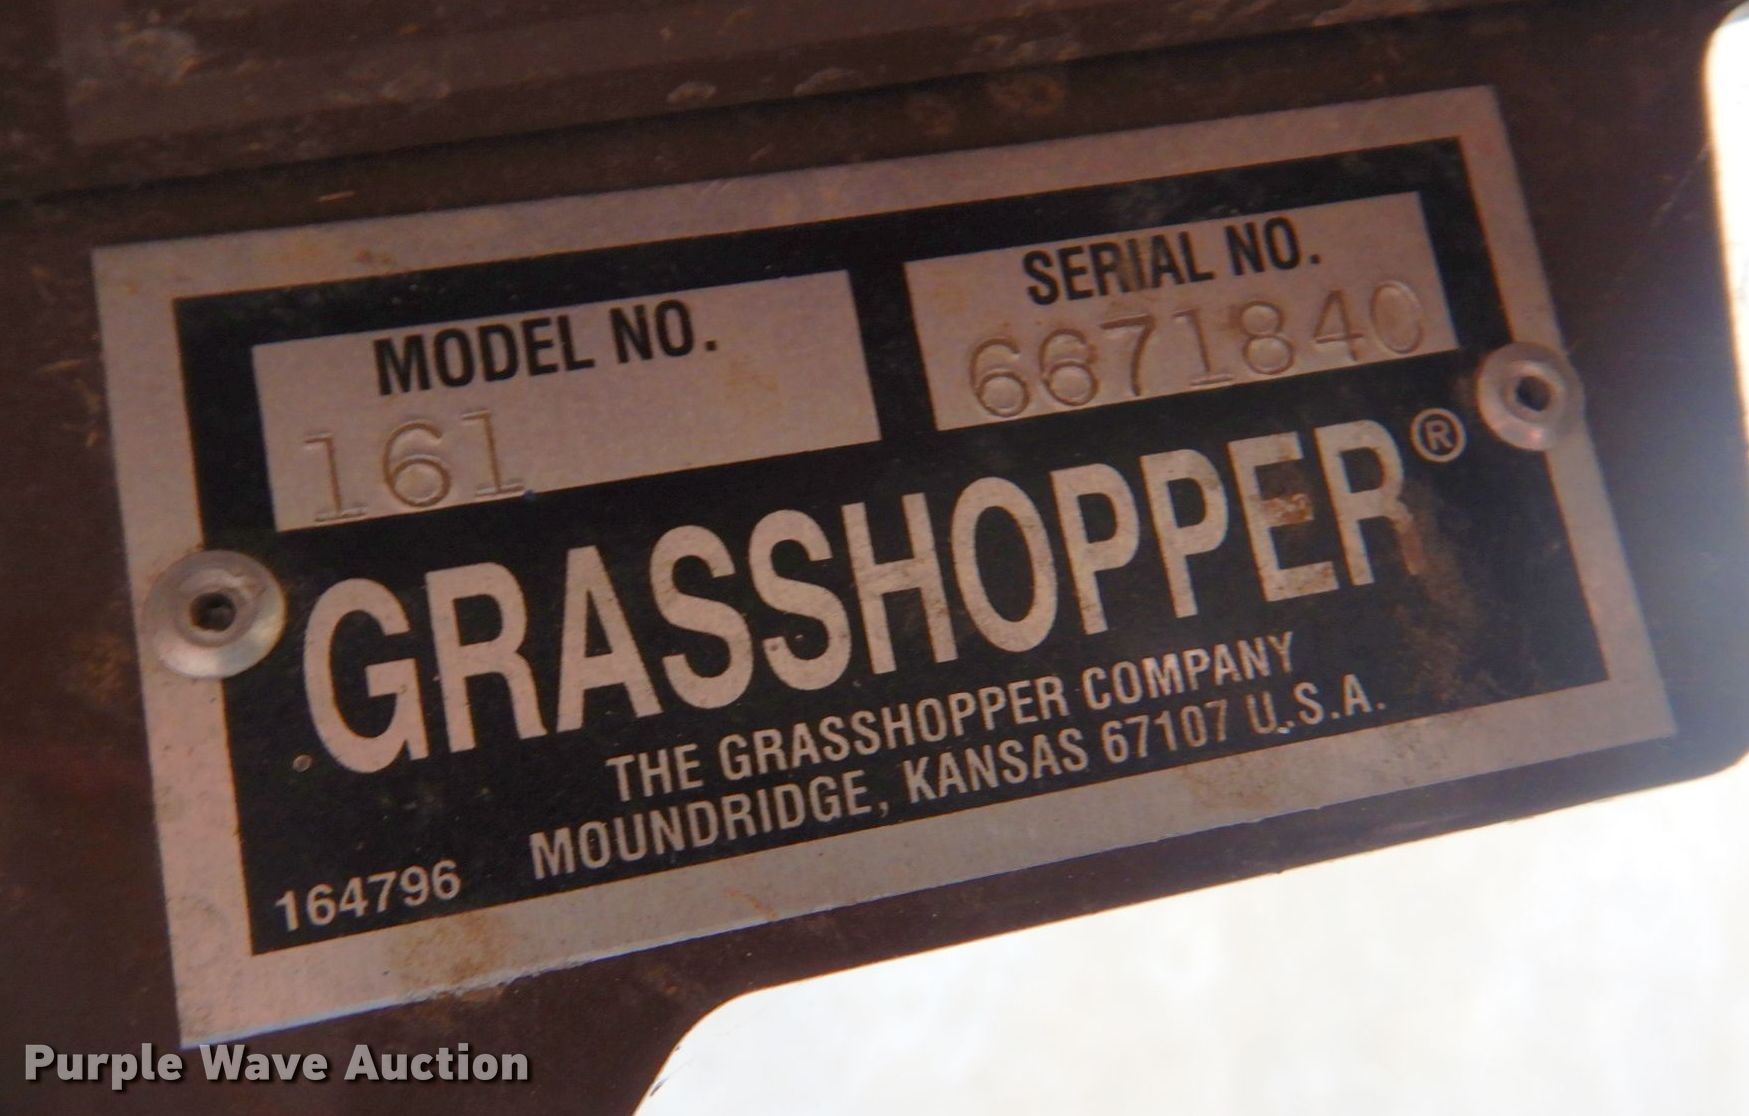 MODEL NO.
161
SERIAL NO.
6671840
GRASSHOPPER®
THE GRASSHOPPER COMPANY
MOUNDRIDGE, KANSAS 67107 U.S.A.
164796
Purple Wave Auction